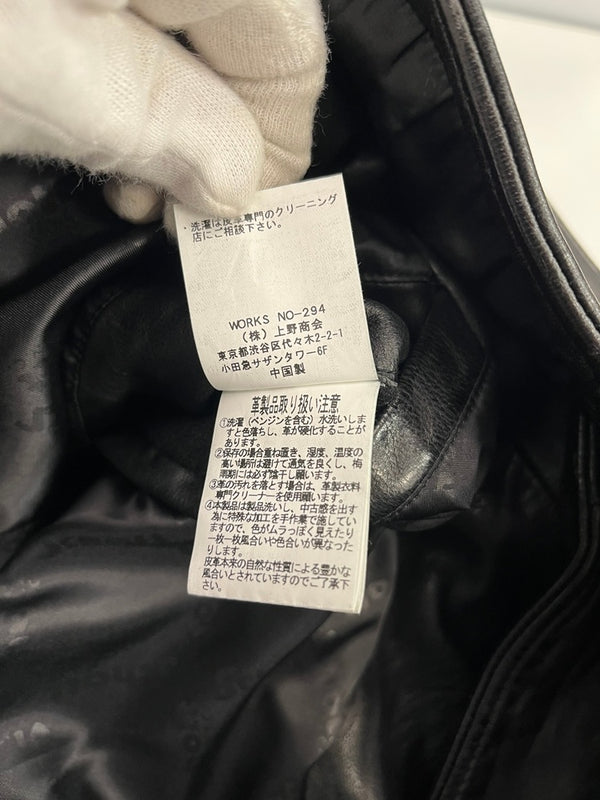 ・洗濯は皮革専門のクリーニング
店にご相談下さい。
WORKS NO-294
(株)上野商会
東京都渋谷区代々木2-2-1
小田急サザンタワー6F
中国製
革製品取り扱い注意
①洗濯(ベンジンを含む)水洗いしま
すと色落ちし、革が硬化することが
あります。
②保存の場合重ね置き、湿度、温度の
高い場所は避けて通気を良くし、梅
雨期には必ず陰干し願います。
③革の汚れを落とす場合は、革製衣料
専門クリーナーを使用願います。
④本製品は製品洗いし、中古感を出す
為に特殊な加工を手作業で施してい
ますので、色がムラっぽく見えたり
一枚一枚風合いや色合いが異なった
りします。
皮革本来の自然な性質による豊かな
風合いとされていますのでご了承下
さい。